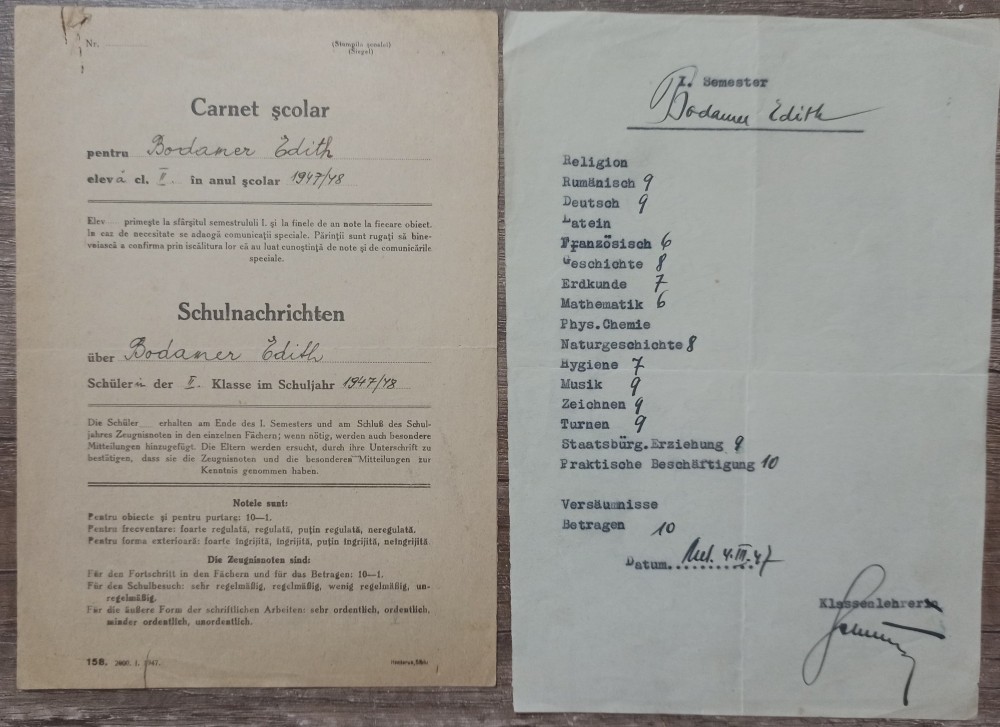 Nr.
(Stampila școalei)
(Siegel)
Carnet școlar
pentru Bodamer Edith
elevă cl. II. în anul școlar 1947/48
Elev primește la sfârșitul semestrului I. și la finele de an note la fiecare obiect.
In caz de necesitate se adaogă comunicații speciale. Părinții sunt rugați să bine-
voiască a confirma prin iscălitura lor că au luat cunoștință de note și de comunicările
speciale.
Schulnachrichten
über Bodamer Edith
Schülerin der II. Klasse im Schuljahr 1947/48
Die Schüler erhalten am Ende des I. Semesters und am Schluß des Schul-
jahres Zeugnisnoten in den einzelnen Fächern; wenn nötig, werden auch besondere
Mitteilungen hinzugefügt. Die Eltern werden ersucht, durch ihre Unterschrift zu
bestätigen, dass sie die Zeugnisnoten und die besonderen Mitteilungen zur
Kenntnis genommen haben.
Notele sunt:
Pentru obiecte și pentru purtare: 10—1.
Pentru frecventare: foarte regulată, regulată, puțin regulată, neregulată.
Pentru forma exterioară: foarte îngrijită, îngrijită, puțin îngrijită, neîngrijită.
Die Zeugnisnoten sind:
Für den Fortschritt in den Fächern und für das Betragen: 10—1.
Für den Schulbesuch: sehr regelmäßig, regelmäßig, wenig regelmäßig, un-
regelmäßig.
Für die äußere Form der schriftlichen Arbeiten: sehr ordentlich, ordentlich,
minder ordentlich, unordentlich.
158. 2000. I. 1947.
I. Semester
Bodamer Edith
Religion
Rumänisch 9
Deutsch 9
Latein
Französisch 6
Geschichte 8
Erdkunde 7
Mathematik 6
Phys.Chemie
Naturgeschichte 8
Hygiene 7
Musik 9
Zeichnen 9
Turnen 9
Staatsbürg.Erziehung 9
Praktische Beschäftigung 10
Versäumnisse
Betragen 10
Datum 4.III.47
Klassenlehrerin